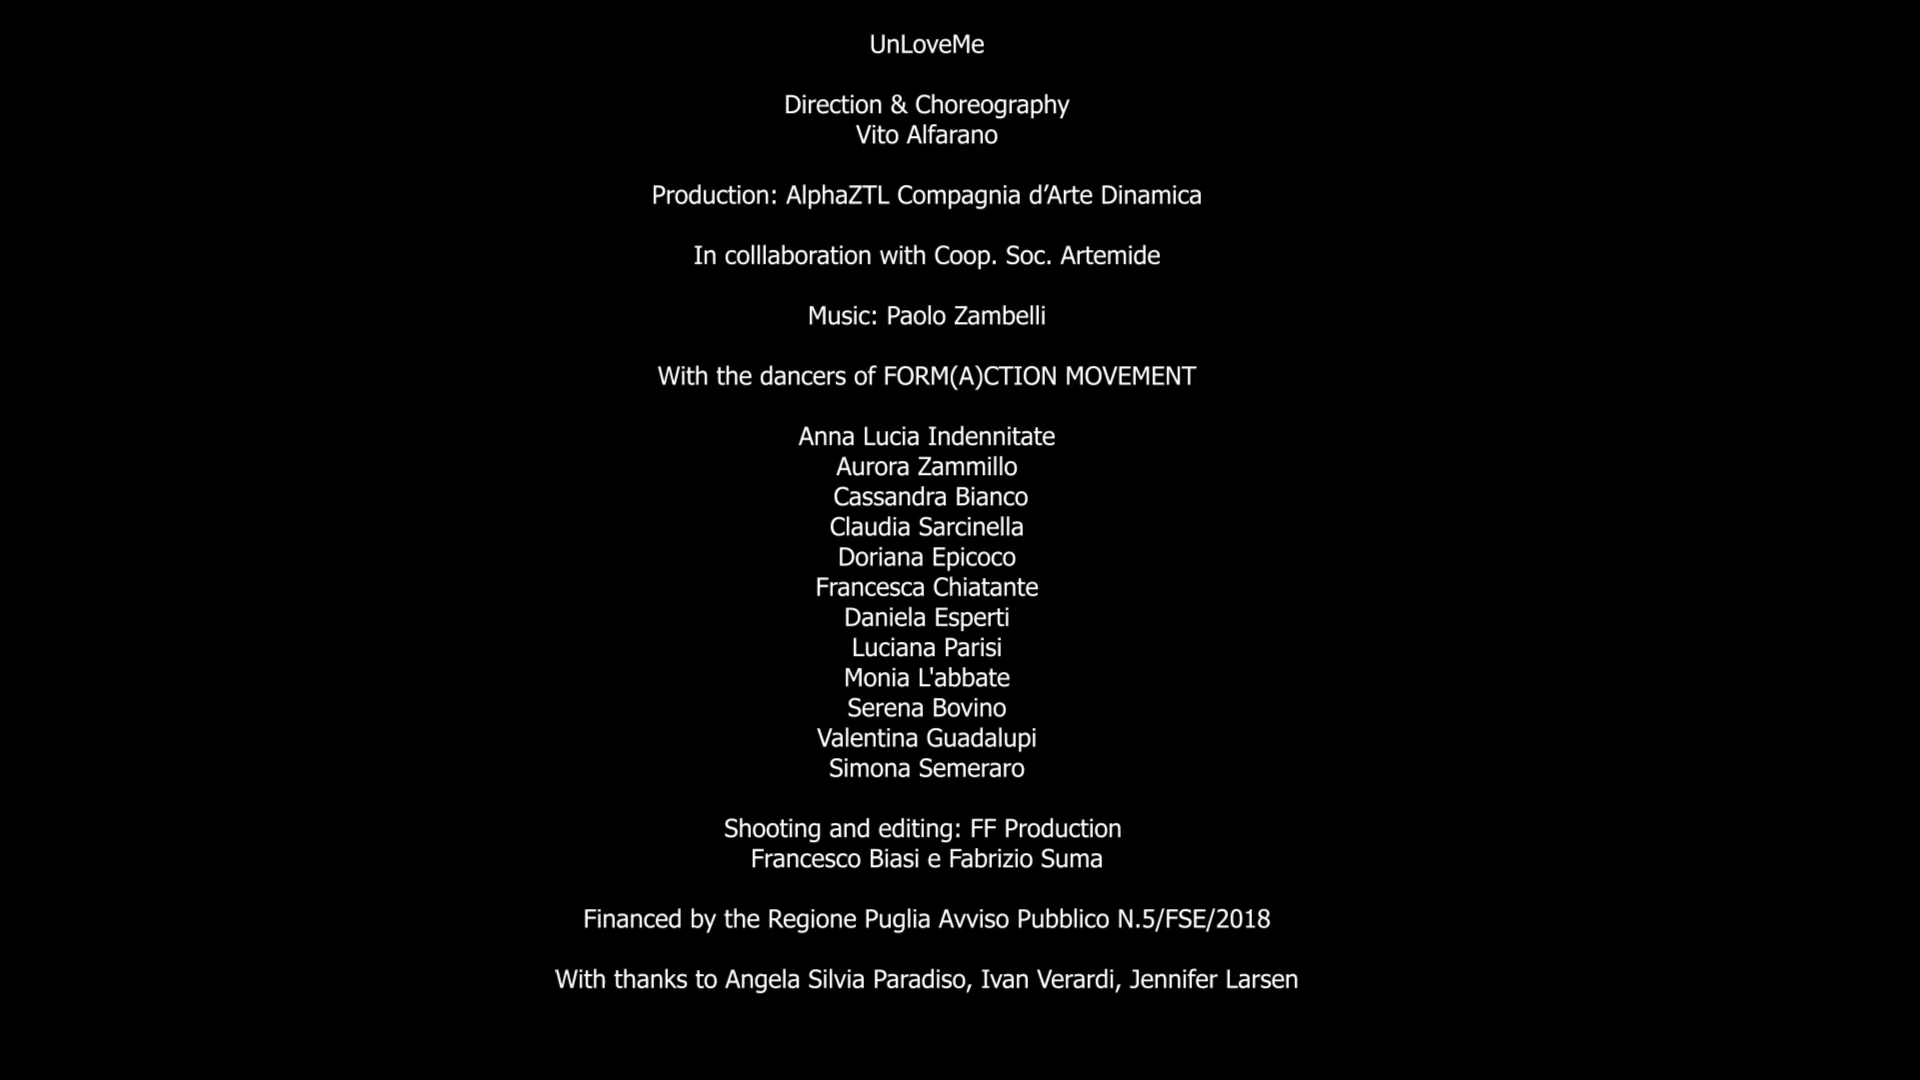 UnLoveMe
Direction & Choreography
Vito Alfarano
Production: AlphaZTL Compagnia d’Arte Dinamica
In colllaboration with Coop. Soc. Artemide
Music: Paolo Zambelli
With the dancers of FORM(A)CTION MOVEMENT
Anna Lucia Indennitate
Aurora Zammillo
Cassandra Bianco
Claudia Sarcinella
Doriana Epicoco
Francesca Chiatante
Daniela Esperti
Luciana Parisi
Monia L'abbate
Serena Bovino
Valentina Guadalupi
Simona Semeraro
Shooting and editing: FF Production
Francesco Biasi e Fabrizio Suma
Financed by the Regione Puglia Avviso Pubblico N.5/FSE/2018
With thanks to Angela Silvia Paradiso, Ivan Verardi, Jennifer Larsen